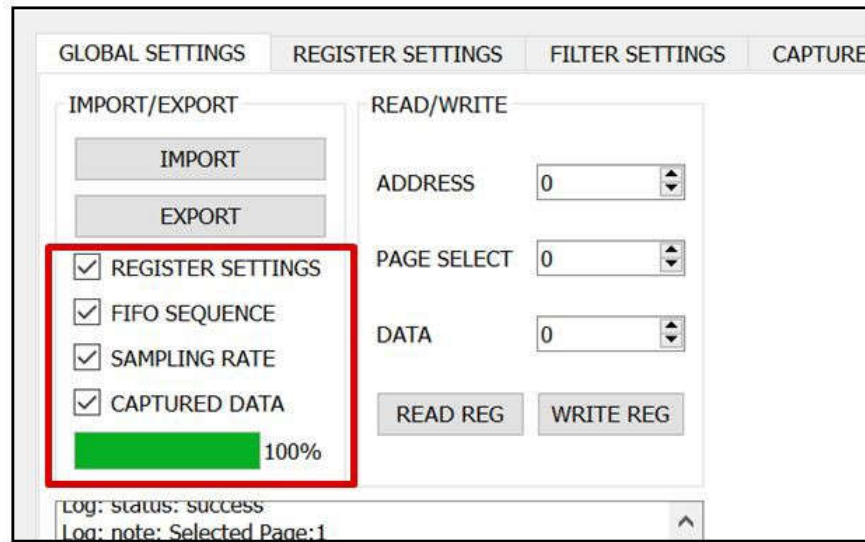 GLOBAL SETTINGS REGISTER SETTINGS FILTER SETTINGS CAPTURE
IMPORT/EXPORT
IMPORT
EXPORT
REGISTER SETTINGS
FIFO SEQUENCE
SAMPLING RATE
CAPTURED DATA
100%
READ/WRITE
ADDRESS 0
PAGE SELECT 0
DATA 0
READ REG WRITE REG
Log: status: success
Log: note: Selected Page:1